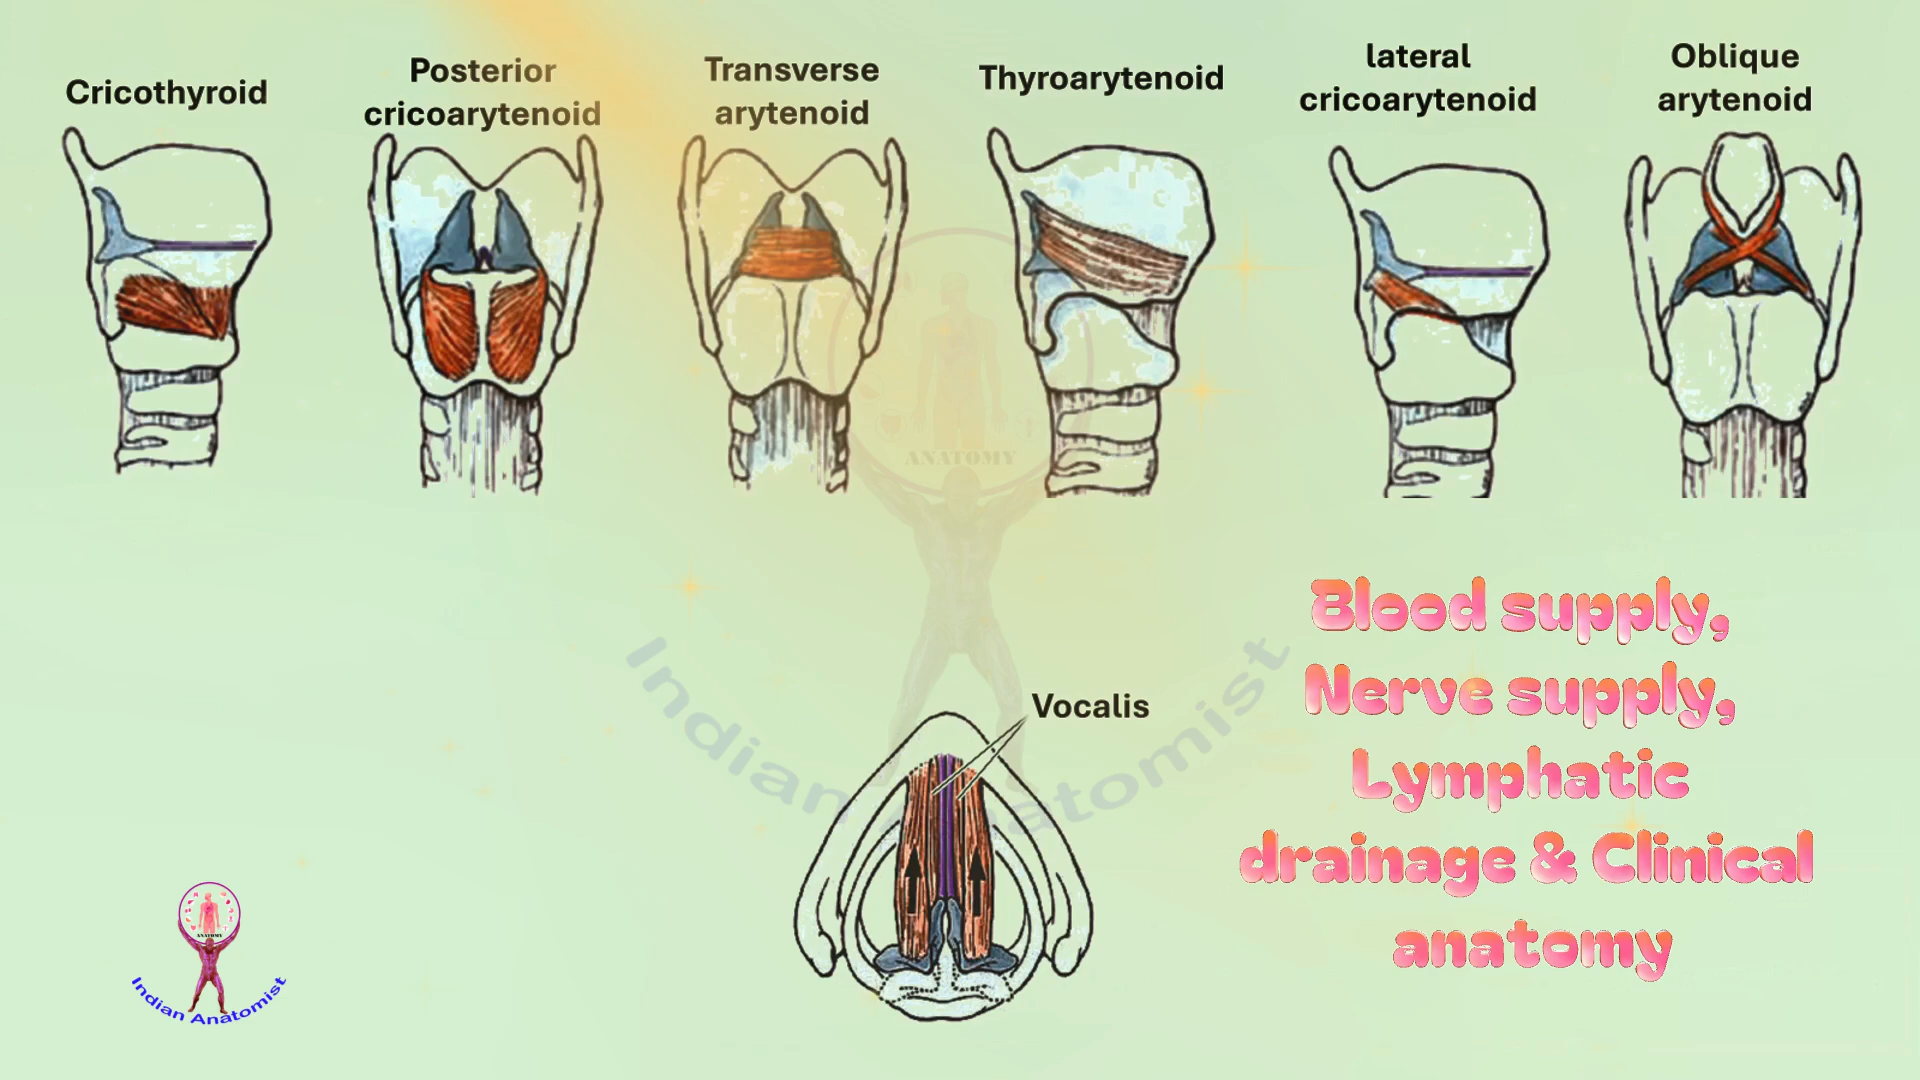 Cricothyroid
Posterior
cricoarytenoid
Transverse
arytenoid
Thyroarytenoid
lateral
cricoarytenoid
Oblique
arytenoid
ANATOMY
Indian Anatomist
Vocalis
Blood supply,
Nerve supply,
Lymphatic
drainage & Clinical
anatomy
ANATOMY
Indian Anatomist